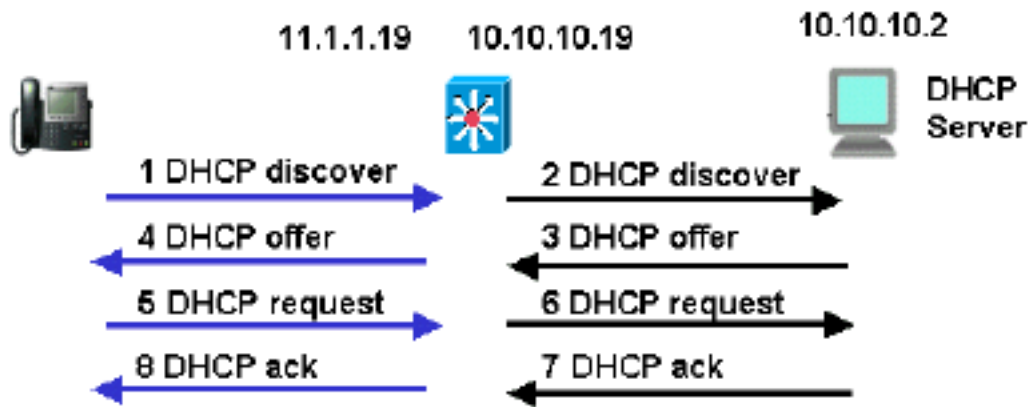 11.1.1.19 10.10.10.19 10.10.10.2
DHCP
Server
1 DHCP discover 2 DHCP discover
4 DHCP offer 3 DHCP offer
5 DHCP request 6 DHCP request
8 DHCP ack 7 DHCP ack